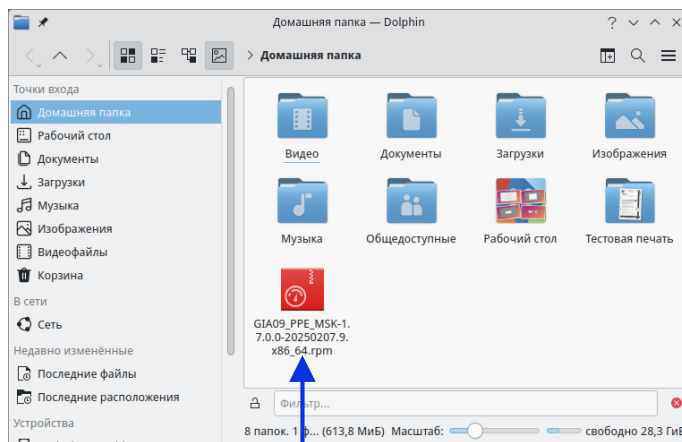 Домашняя папка — Dolphin
> Домашняя папка
Точки входа
Домашняя папка
Рабочий стол
Документы
Загрузки
Музыка
Изображения
Видеофайлы
Корзина
В сети
Сеть
Недавно изменённые
Последние файлы
Последние расположения
Устройства
Видео
Документы
Загрузки
Изображения
Музыка
Общедоступные
Рабочий стол
Тестовая печать
GIA09_PPE_MSK-1.
7.0.0-20250207.9.
x86_64.rpm
Фильтр...
8 папок. 1 ф... (613,8 МиБ) Масштаб: свободно 28,3 ГиБ